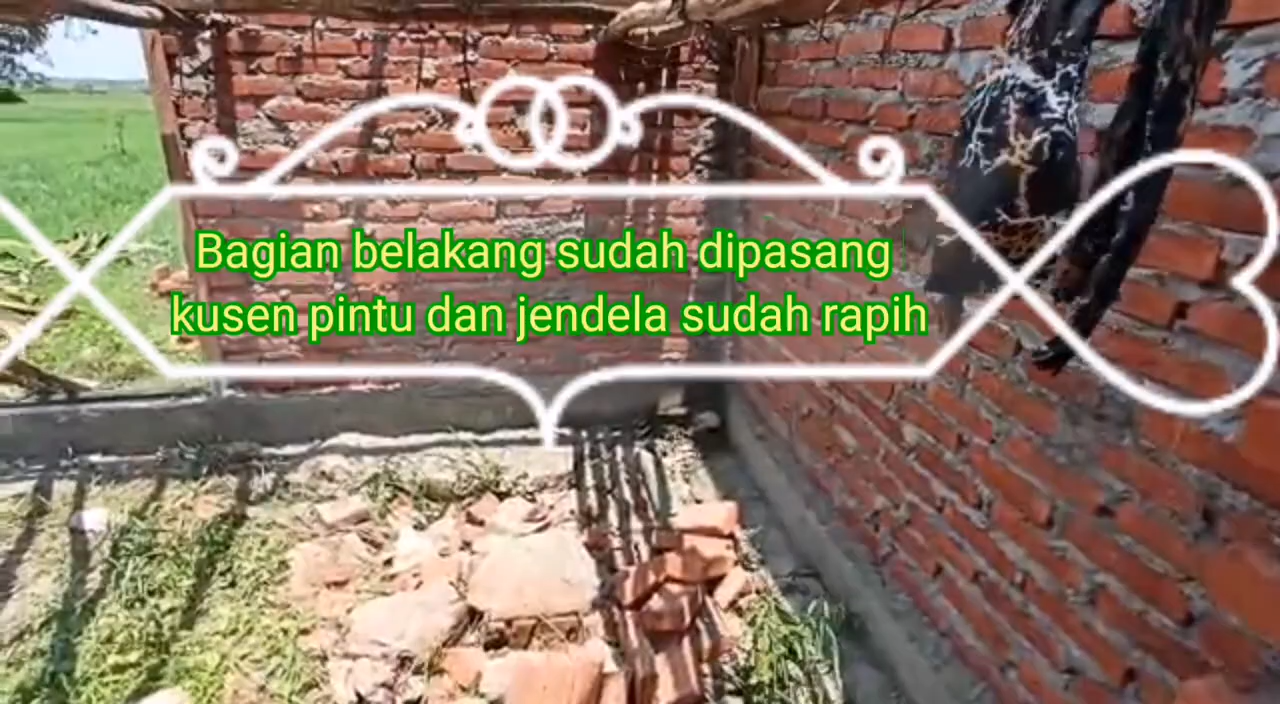 Bagian belakang sudah dipasang
kusen pintu dan jendela sudah rapih